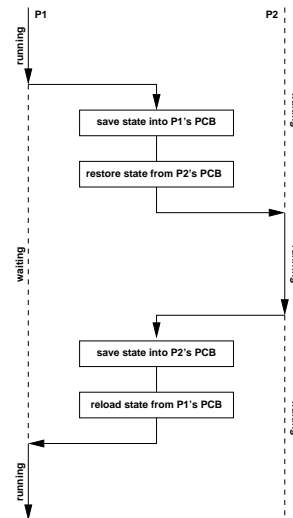 P1
P2
running
save state into P1's PCB
restore state from P2's PCB
waiting
save state into P2's PCB
reload state from P1's PCB
running